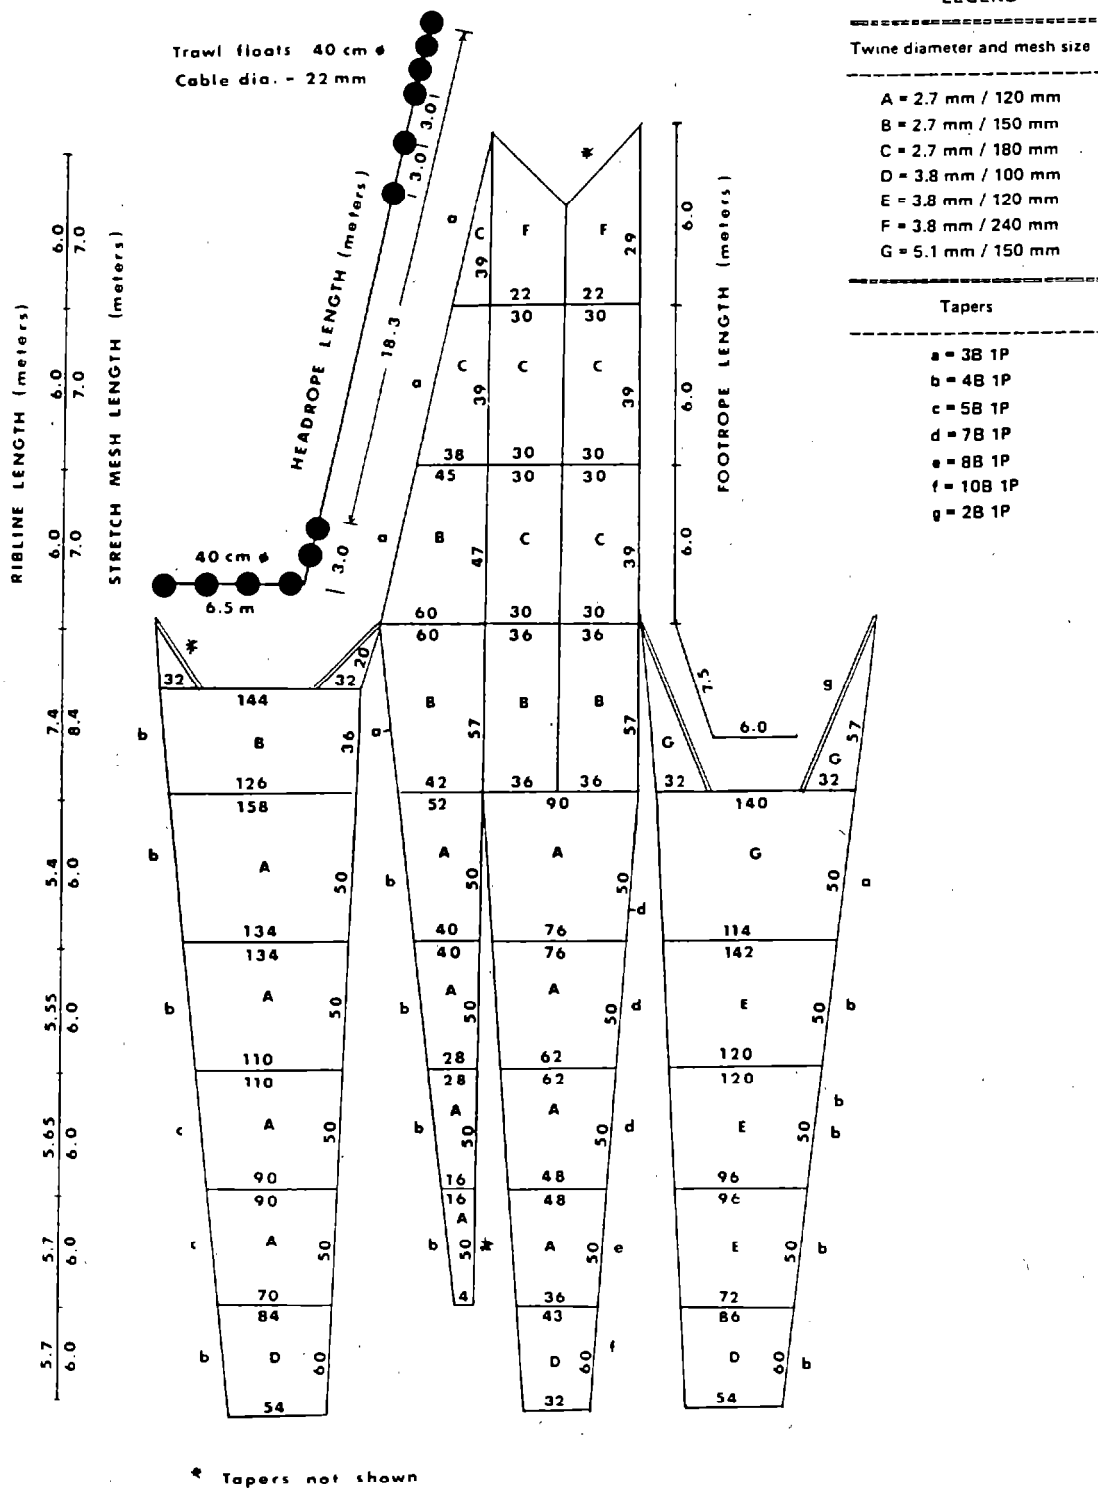 LEGEND
Twine diameter and mesh size
A = 2.7 mm / 120 mm
B = 2.7 mm / 150 mm
C = 2.7 mm / 180 mm
D = 3.8 mm / 100 mm
E = 3.8 mm / 120 mm
F = 3.8 mm / 240 mm
G = 5.1 mm / 150 mm
Tapers
a = 3B 1P
b = 4B 1P
c = 5B 1P
d = 7B 1P
e = 8B 1P
f = 10B 1P
g = 2B 1P
Trawl floats 40 cm ø
Cable dia. - 22 mm
3.0
3.0
18.3
3.0
HEADROPE LENGTH (meters)
40 cm ø
6.5 m
RIBLINE LENGTH (meters)
STRETCH MESH LENGTH (meters)
6.0 7.0
6.0 7.0
6.0 7.0
7.4 8.4
5.4 6.0
5.55 6.0
5.65 6.0
5.7 6.0
5.7 6.0
FOOTROPE LENGTH (meters)
6.0
6.0
6.0
7.5
6.0
*
a C F F
39 29
22 22
30 30
a C C C
39 39
38 30 30
45 30 30
a B C C
47 39
60 30 30
60 36 36
a B B B
57 57
42 36 36
52 90
b A 50 A 50 d
40 76
40 76
b A 50 A 50 d
28 62
28 62
b A 50 A 50 d
16 48
16 48
b A 50 * A 50 e
4 36
43
D 60 f
32
*
32 32 20
144
b B 36
126
158
b A 50
134
134
b A 50
110
110
c A 50
90
90
c A 50
70
84
b D 60
54
g
G G 57
32 32
140
G 50 a
114
142
E 50 b
120
120
E 50 b
b
96
96
E 50 b
72
86
D 60 b
54
* Tapers not shown